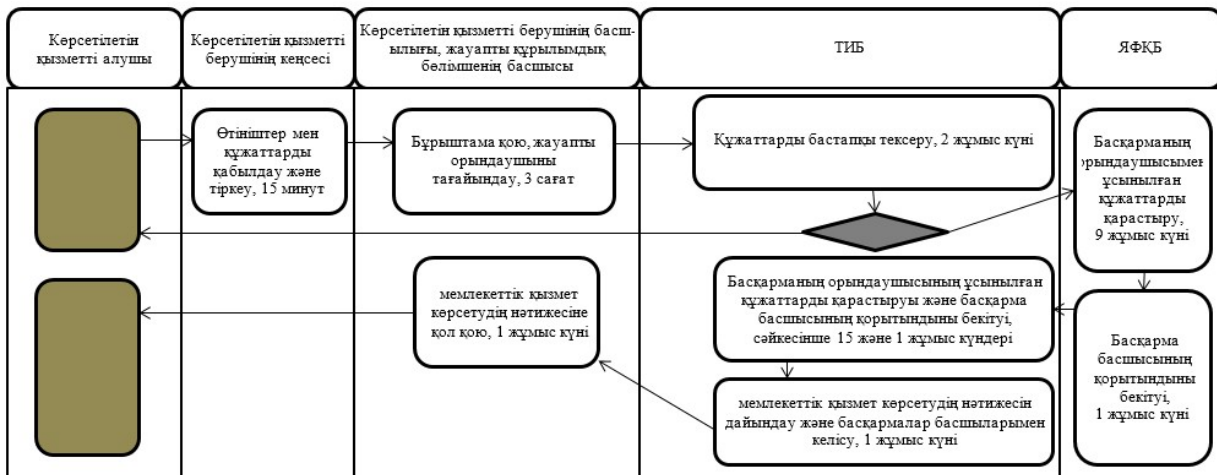 Көрсетілетін
қызметті алушы
Көрсетілетін қызметті
берушінің кеңсесі
Көрсетілетін қызметті берушінің басш-
ылығы, жауапты құрылымдық
бөлімшенің басшысы
ТИБ
ЯФҚБ
Өтініштер мен
құжаттарды
қабылдау және
тіркеу, 15 минут
Бұрыштама қою, жауапты
орындаушыны
тағайындау, 3 сағат
Құжаттарды бастапқы тексеру, 2 жұмыс күні
Басқарманың
орындаушысымен
ұсынылған
құжаттарды
қарастыру,
9 жұмыс күні
мемлекеттік қызмет
көрсетудің нәтижесіне
қол қою, 1 жұмыс күні
Басқарманың орындаушысының ұсынылған
құжаттарды қарастыруы және басқарма
басшысының қорытындыны бекітуі,
сәйкесінше 15 және 1 жұмыс күндері
Басқарма
басшысының
қорытындыны
бекітуі,
1 жұмыс күні
мемлекеттік қызмет көрсетудің нәтижесін
дайындау және басқармалар басшыларымен
келісу, 1 жұмыс күні